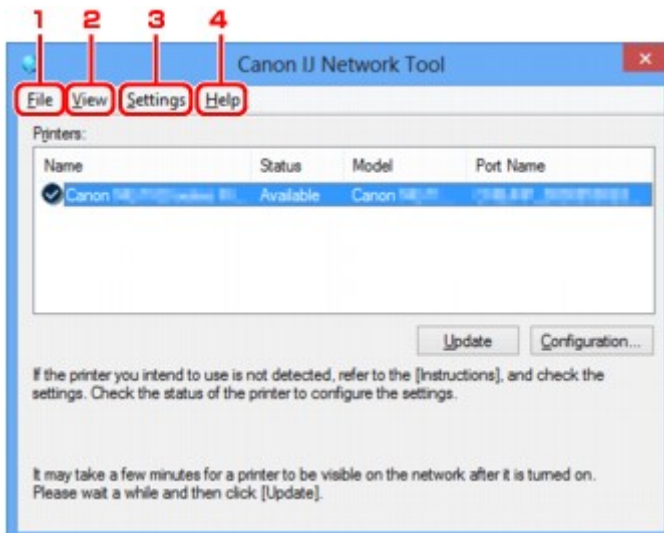 1 2 3 4
Canon IJ Network Tool
File View Settings Help
Printers:
Name Status Model Port Name
Canon Available Canon
Update Configuration...
If the printer you intend to use is not detected, refer to the [Instructions], and check the
settings. Check the status of the printer to configure the settings.
It may take a few minutes for a printer to be visible on the network after it is turned on.
Please wait a while and then click [Update].